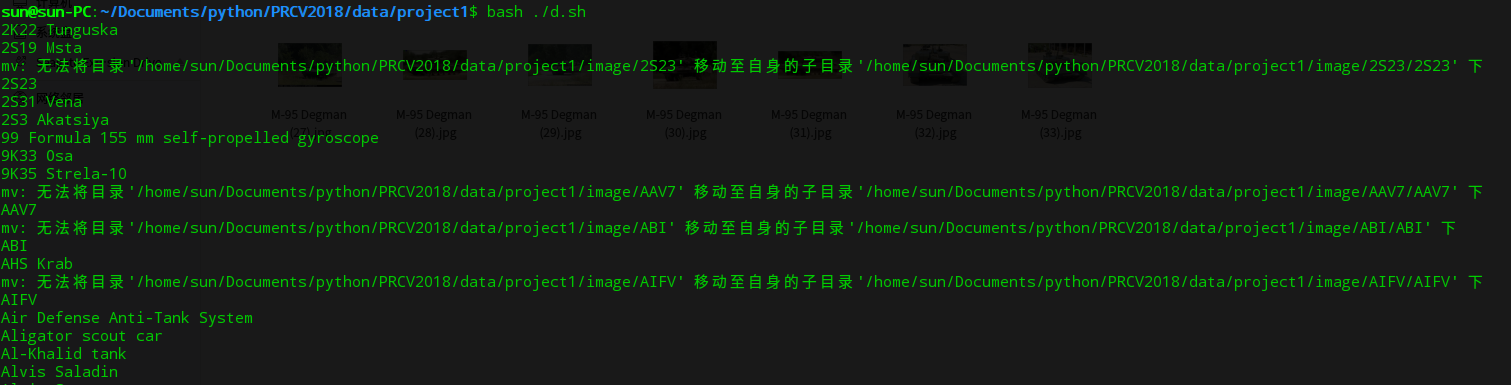 sun@sun-PC:~/Documents/python/PRCV2018/data/project1$ bash ./d.sh
2K22 Tunguska
2S19 Msta
mv: 无法将目录'/home/sun/Documents/python/PRCV2018/data/project1/image/2S23' 移动至自身的子目录'/home/sun/Documents/python/PRCV2018/data/project1/image/2S23/2S23' 下
2S23
2S31 Vena
M-95 Degman (27).jpg
M-95 Degman (28).jpg
M-95 Degman (29).jpg
M-95 Degman (30).jpg
M-95 Degman (31).jpg
M-95 Degman (32).jpg
M-95 Degman (33).jpg
2S3 Akatsiya
99 Formula 155 mm self-propelled gyroscope
9K33 Osa
9K35 Strela-10
mv: 无法将目录'/home/sun/Documents/python/PRCV2018/data/project1/image/AAV7' 移动至自身的子目录'/home/sun/Documents/python/PRCV2018/data/project1/image/AAV7/AAV7' 下
AAV7
mv: 无法将目录'/home/sun/Documents/python/PRCV2018/data/project1/image/ABI' 移动至自身的子目录'/home/sun/Documents/python/PRCV2018/data/project1/image/ABI/ABI' 下
ABI
AHS Krab
mv: 无法将目录'/home/sun/Documents/python/PRCV2018/data/project1/image/AIFV' 移动至自身的子目录'/home/sun/Documents/python/PRCV2018/data/project1/image/AIFV/AIFV' 下
AIFV
Air Defense Anti-Tank System
Aligator scout car
Al-Khalid tank
Alvis Saladin